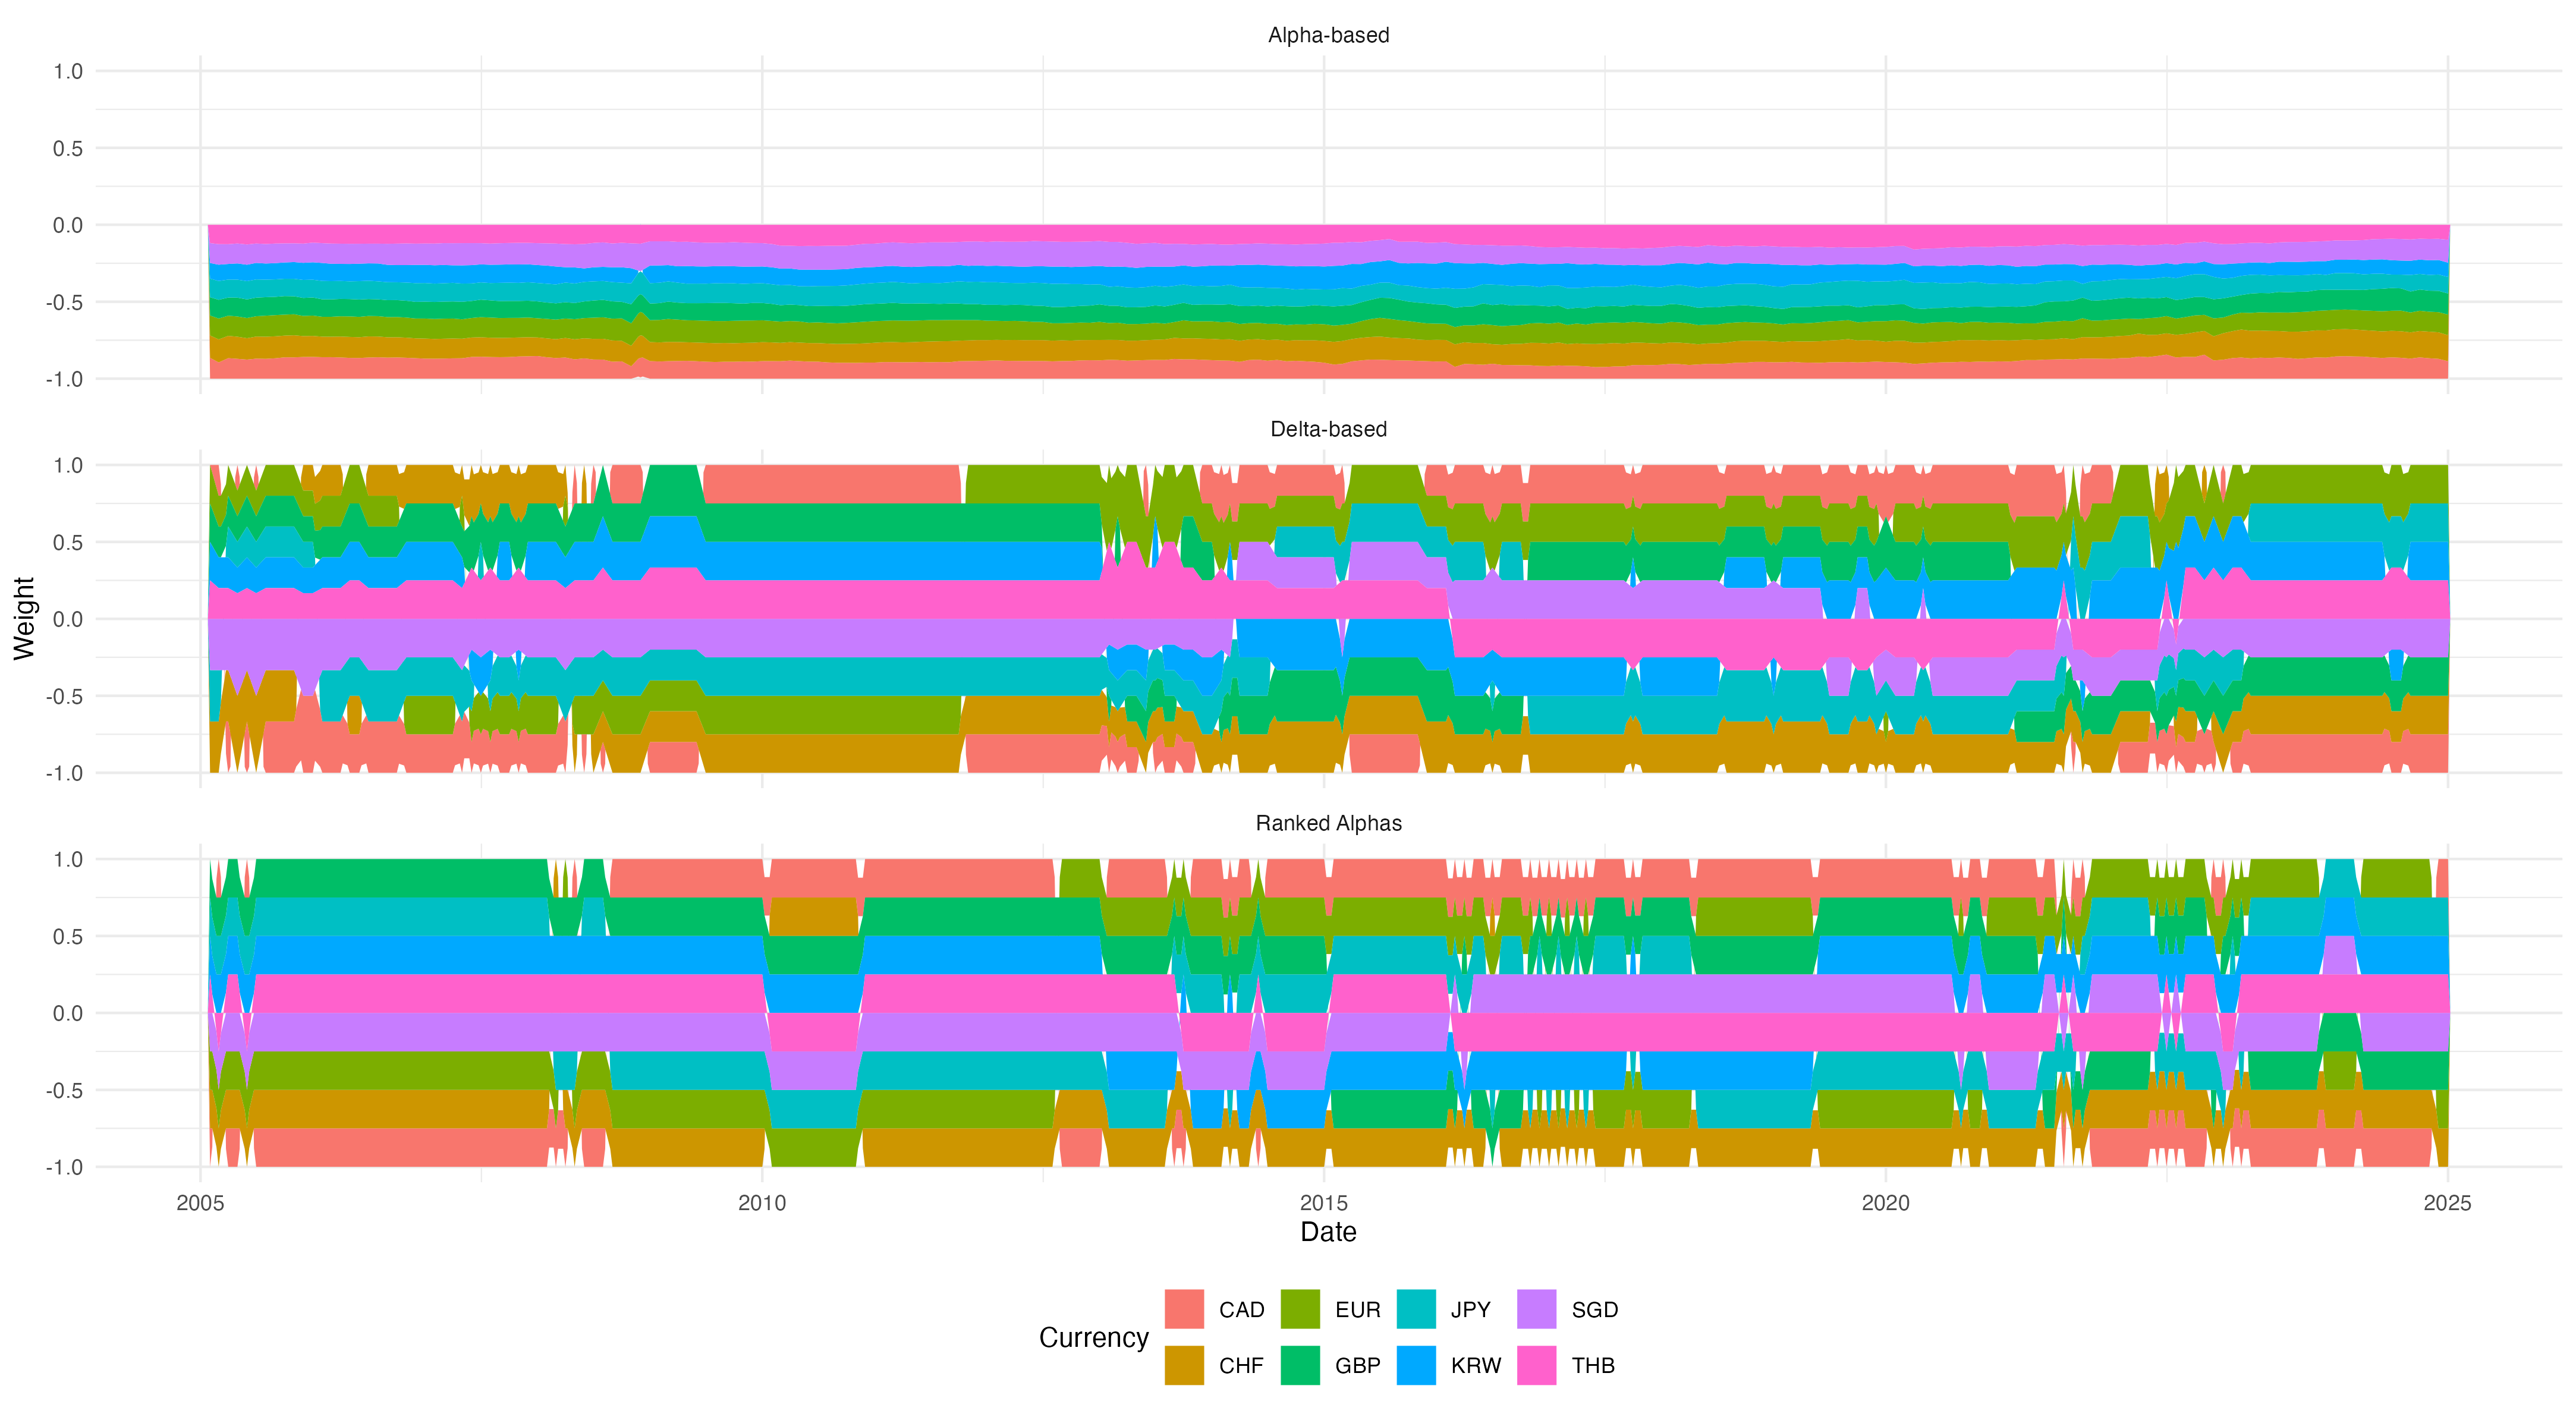 Alpha-based
1.0
0.5
0.0
-0.5
-1.0
Delta-based
1.0
0.5
0.0
-0.5
-1.0
Weight
Ranked Alphas
1.0
0.5
0.0
-0.5
-1.0
2005 2010 2015 2020 2025
Date
Currency
CAD EUR JPY SGD
CHF GBP KRW THB